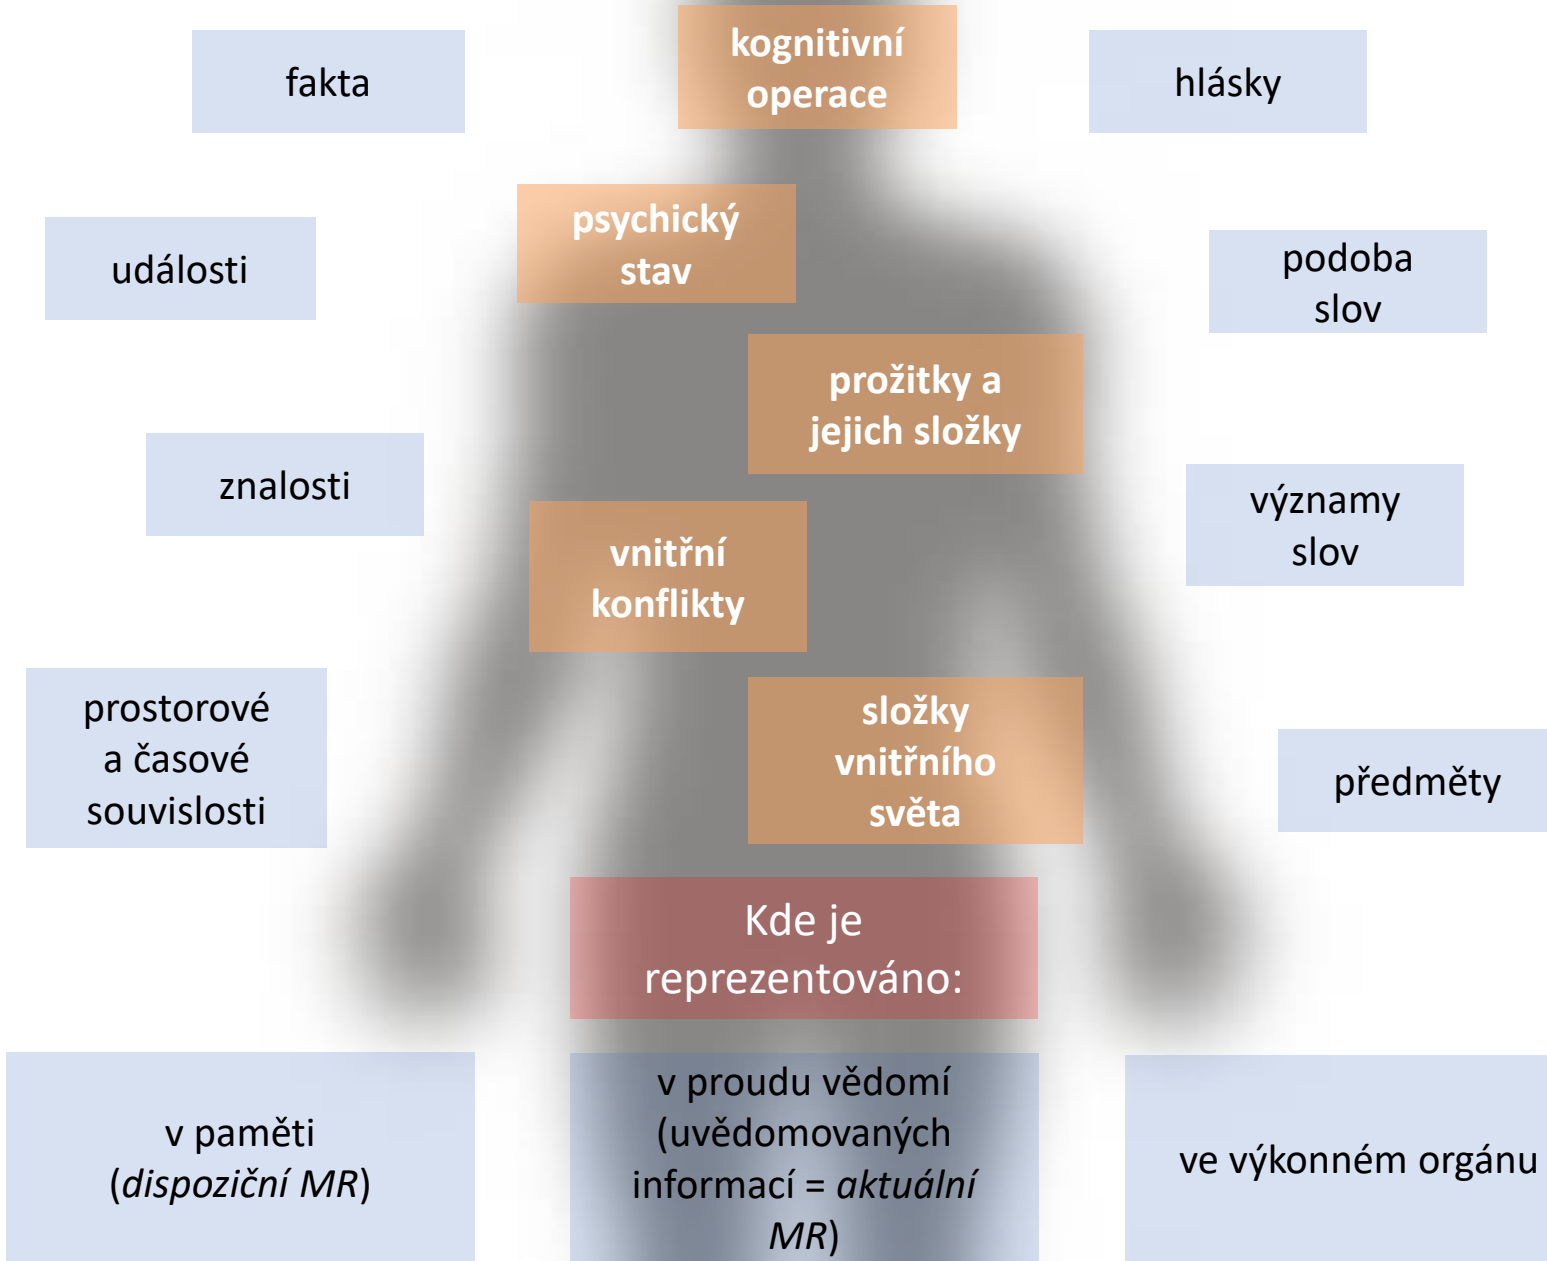 fakta
kognitivní
operace
hlásky
psychický
stav
události
podoba
slov
prožitky a
jejich složky
znalosti
významy
slov
vnitřní
konflikty
prostorové
a časové
souvislosti
složky
vnitřního
světa
předměty
Kde je
reprezentováno:
v paměti
(dispoziční MR)
v proudu vědomí
(uvědomovaných
informací = aktuální
MR)
ve výkonném orgánu